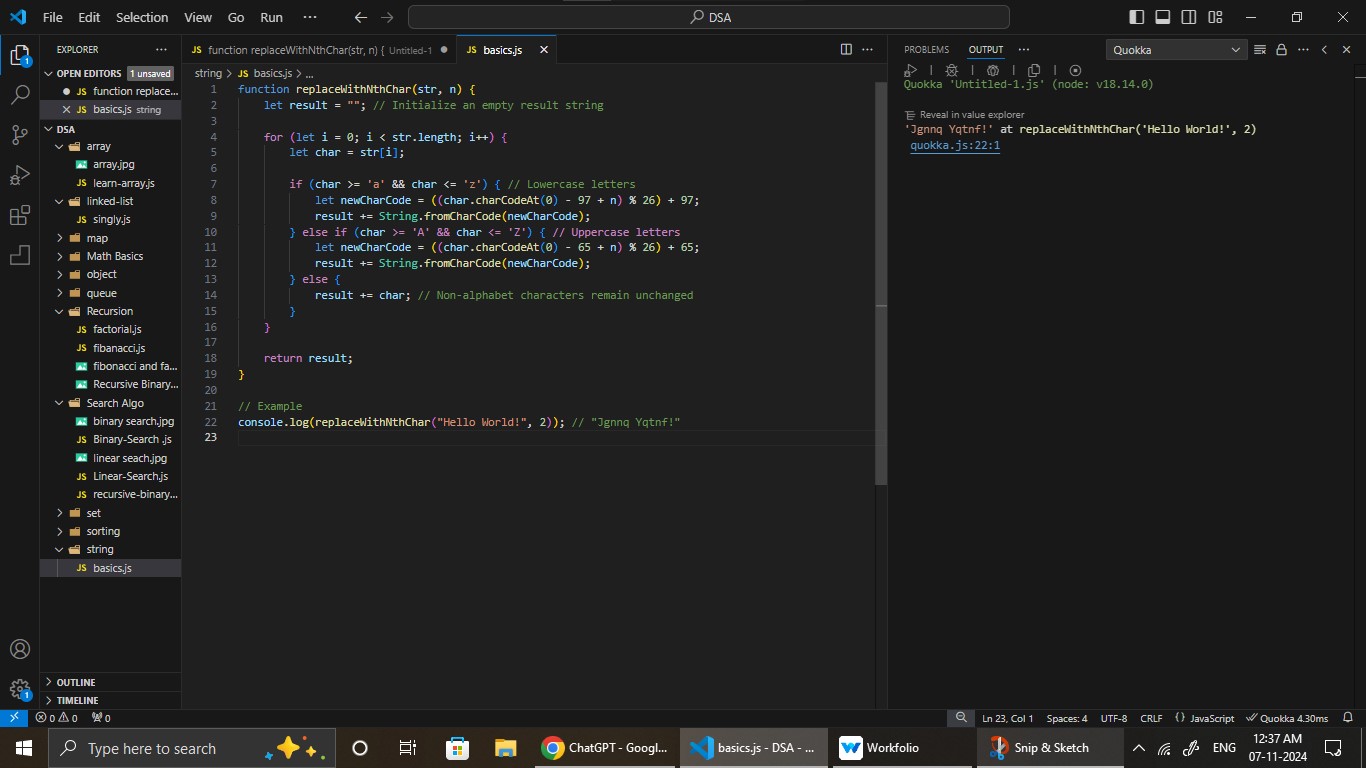 File Edit Selection View Go Run ··· DSA
EXPLORER ···
OPEN EDITORS 1 unsaved
function replace...
JS basics.js string
DSA
array
array.jpg
JS learn-array.js
linked-list
JS singly.js
map
Math Basics
object
queue
Recursion
JS factorial.js
JS fibanacci.js
fibonacci and fa...
Recursive Binary...
Search Algo
binary search.jpg
JS Binary-Search .js
linear seach.jpg
JS Linear-Search.js
JS recursive-binary...
set
sorting
string
JS basics.js
OUTLINE
TIMELINE
JS function replaceWithNthChar(str, n) { Untitled-1 JS basics.js
string > JS basics.js > ...
1 function replaceWithNthChar(str, n) {
2 let result = ""; // Initialize an empty result string
3
4 for (let i = 0; i < str.length; i++) {
5 let char = str[i];
6
7 if (char >= 'a' && char <= 'z') { // Lowercase letters
8 let newCharCode = ((char.charCodeAt(0) - 97 + n) % 26) + 97;
9 result += String.fromCharCode(newCharCode);
10 } else if (char >= 'A' && char <= 'Z') { // Uppercase letters
11 let newCharCode = ((char.charCodeAt(0) - 65 + n) % 26) + 65;
12 result += String.fromCharCode(newCharCode);
13 } else {
14 result += char; // Non-alphabet characters remain unchanged
15 }
16 }
17
18 return result;
19 }
20
21 // Example
22 console.log(replaceWithNthChar("Hello World!", 2)); // "Jgnnq Yqtnf!"
23
PROBLEMS OUTPUT ··· Quokka
Quokka 'Untitled-1.js' (node: v18.14.0)
Reveal in value explorer
'Jgnnq Yqtnf!' at replaceWithNthChar('Hello World!', 2)
quokka.js:22:1
0 0 0 Ln 23, Col 1 Spaces: 4 UTF-8 CRLF {} JavaScript Quokka 4.30ms
Type here to search ChatGPT - Googl... basics.js - DSA - ... Workfolio Snip & Sketch ENG 12:37 AM
07-11-2024